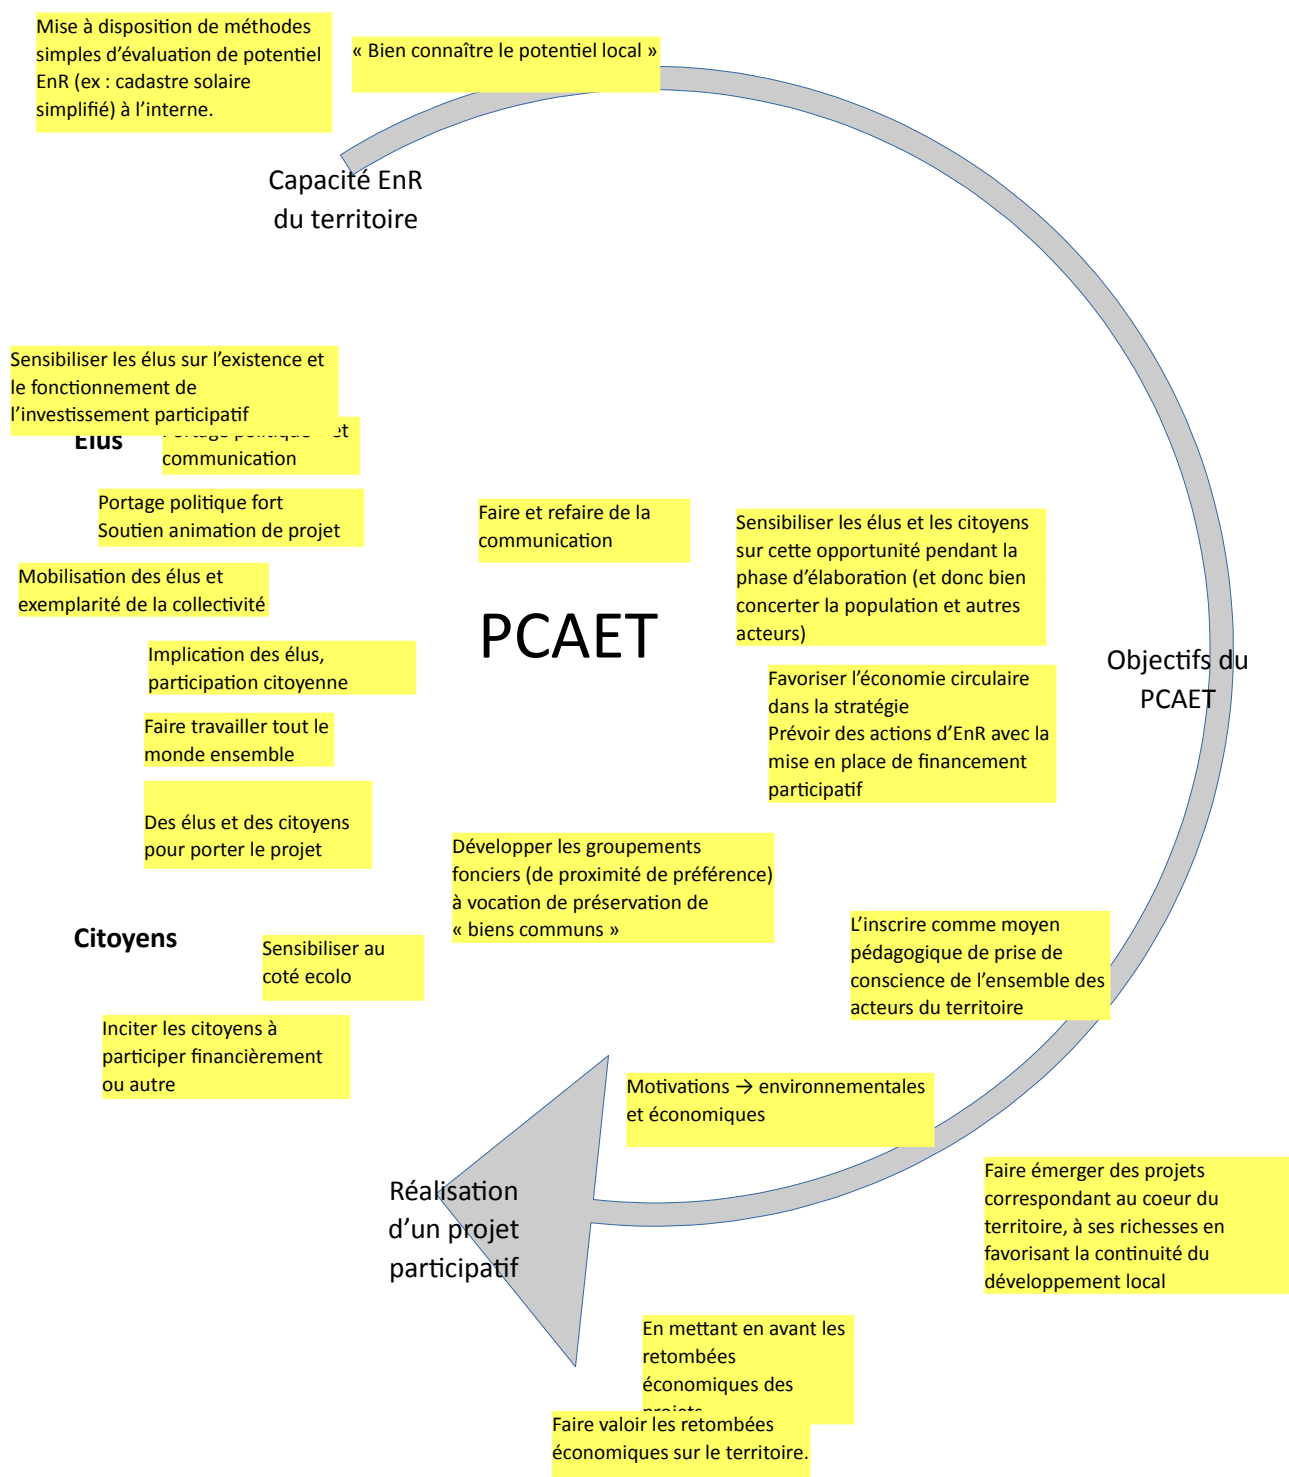 Mise à disposition de méthodes
simples d’évaluation de potentiel
EnR (ex : cadastre solaire
simplifié) à l’interne.
« Bien connaître le potentiel local »
Capacité EnR
du territoire
Sensibiliser les élus sur l’existence et
le fonctionnement de
l’investissement participatif
Elus
et
communication
Portage politique fort
Soutien animation de projet
Mobilisation des élus et
exemplarité de la collectivité
Implication des élus,
participation citoyenne
Faire travailler tout le
monde ensemble
Des élus et des citoyens
pour porter le projet
Faire et refaire de la
communication
PCAET
Sensibiliser les élus et les citoyens
sur cette opportunité pendant la
phase d’élaboration (et donc bien
concerter la population et autres
acteurs)
Objectifs du
PCAET
Favoriser l’économie circulaire
dans la stratégie
Prévoir des actions d’EnR avec la
mise en place de financement
participatif
Développer les groupements
fonciers (de proximité de préférence)
à vocation de préservation de
« biens communs »
Citoyens
Sensibiliser au
coté ecolo
Inciter les citoyens à
participer financièrement
ou autre
L’inscrire comme moyen
pédagogique de prise de
conscience de l’ensemble des
acteurs du territoire
Motivations → environnementales
et économiques
Réalisation
d’un projet
participatif
Faire émerger des projets
correspondant au coeur du
territoire, à ses richesses en
favorisant la continuité du
développement local
En mettant en avant les
retombées
économiques des
Faire valoir les retombées
économiques sur le territoire.